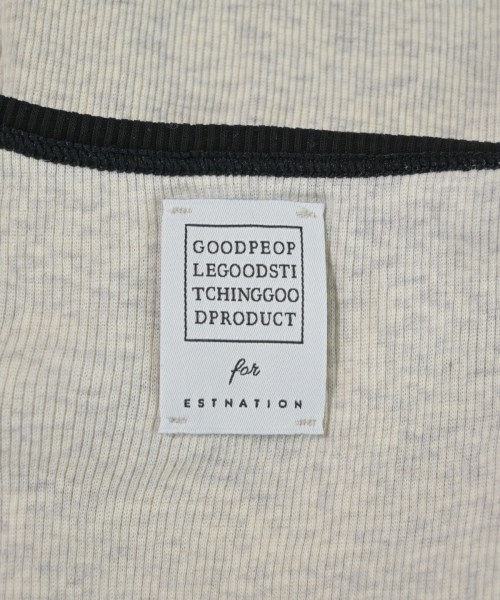 GOODPEOP
LEGOODSTI
TCHINGGOO
DPRODUCT
for
ESTNATION